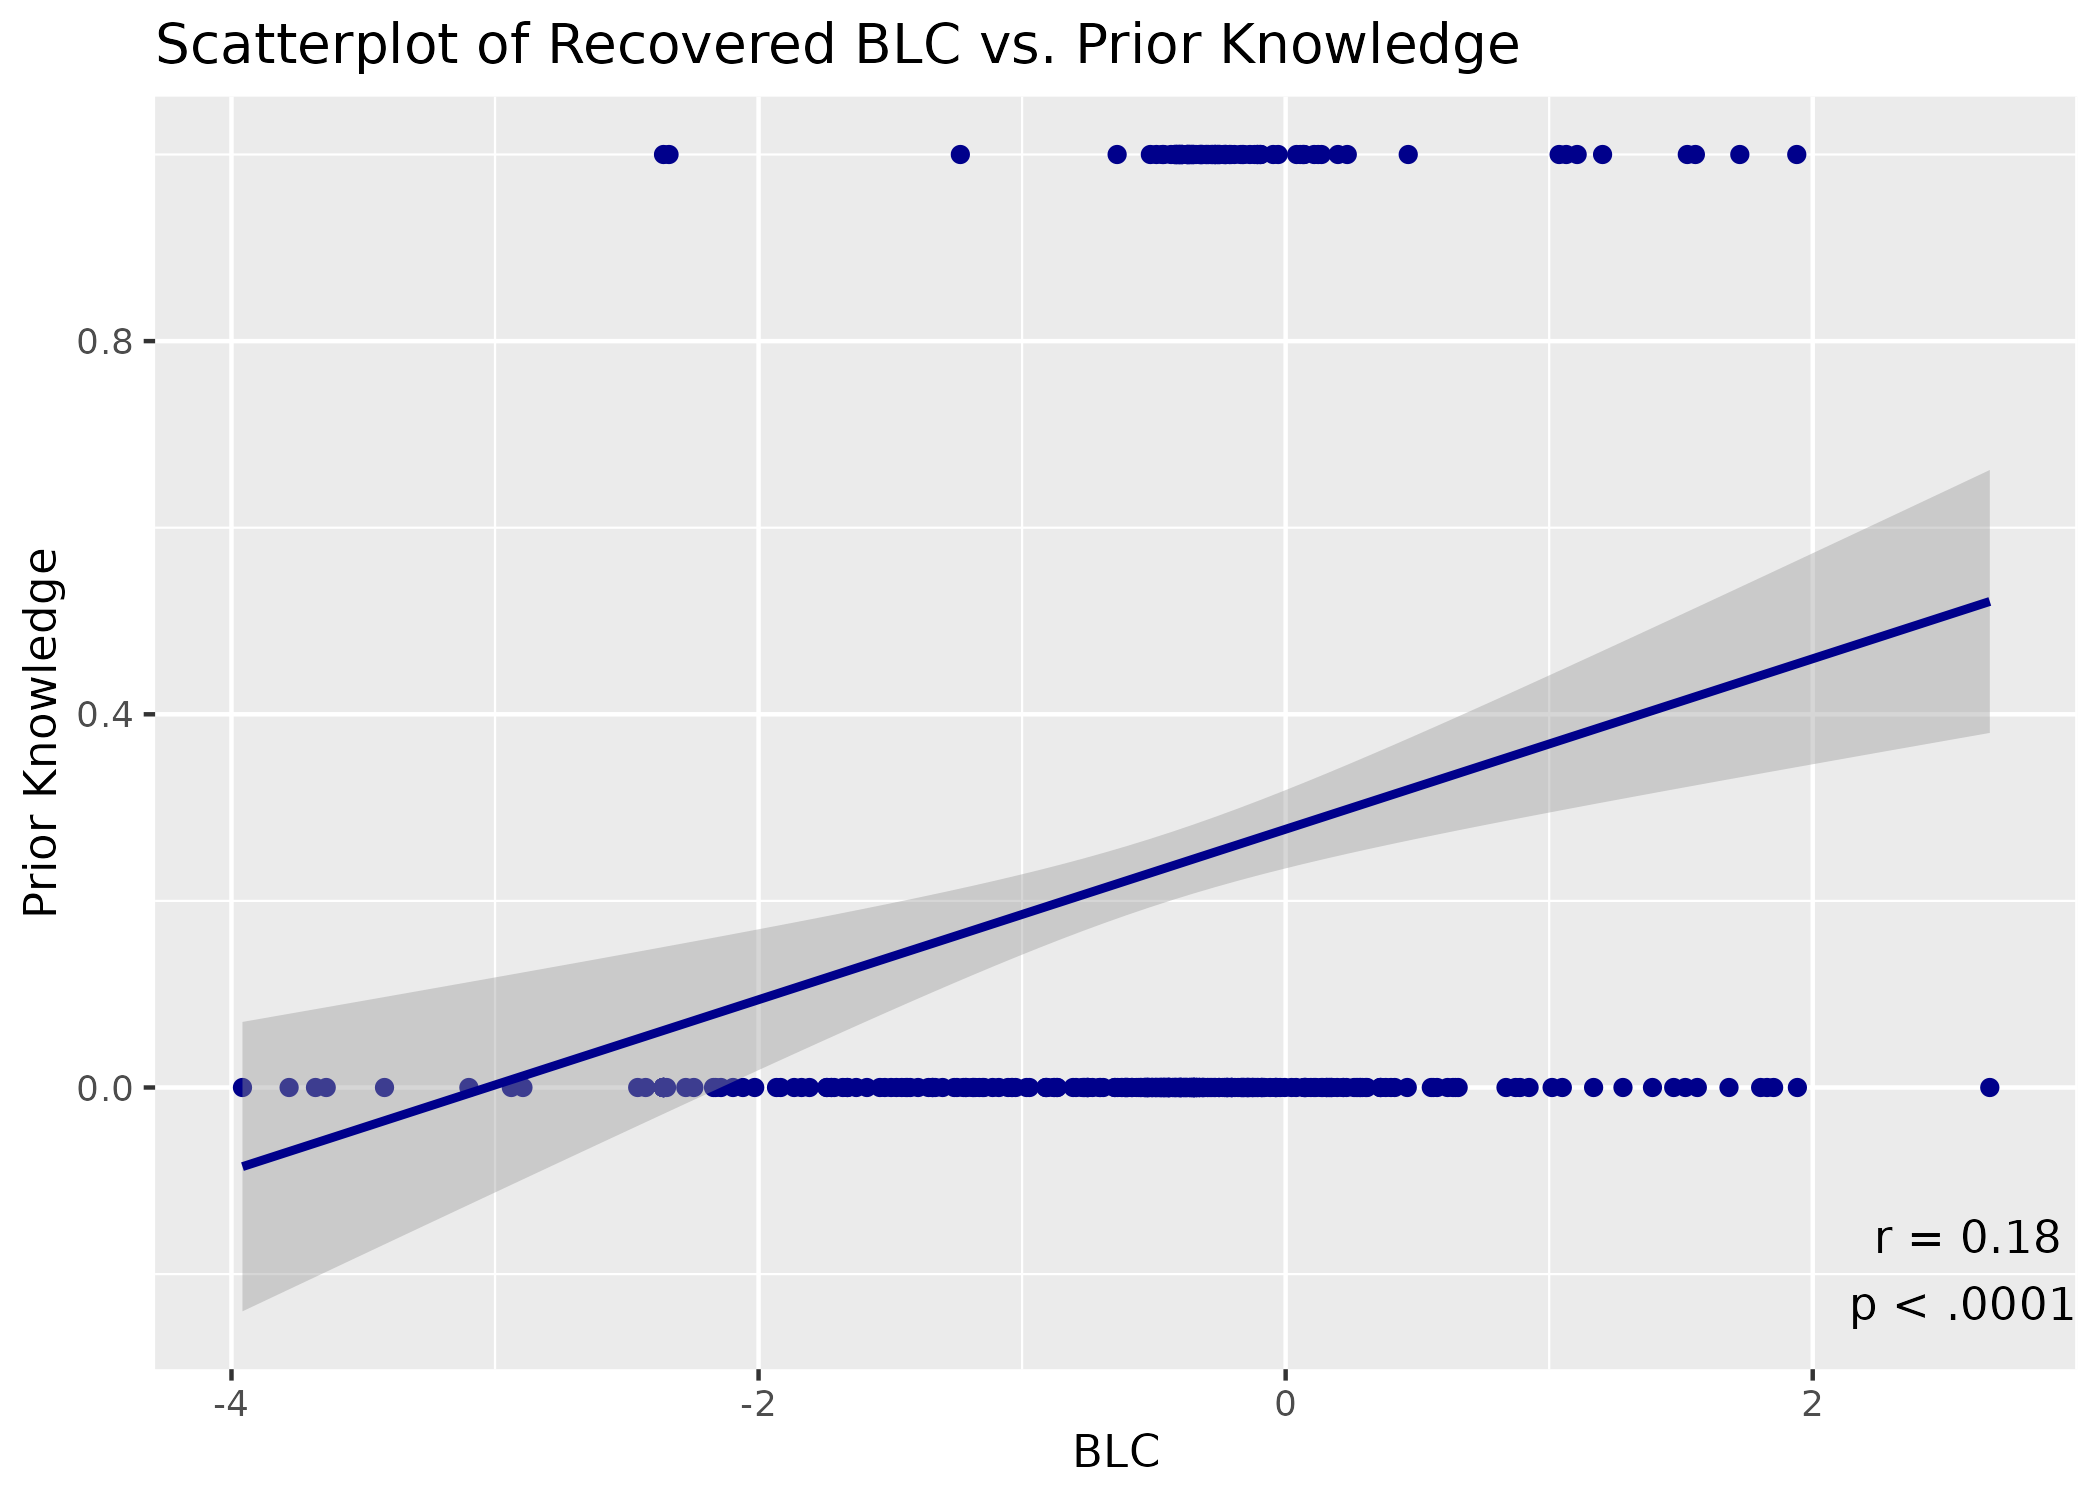 Scatterplot of Recovered BLC vs. Prior Knowledge
Prior Knowledge
0.8
0.4
0.0
r = 0.18
p < .0001
-4
-2
0
2
BLC